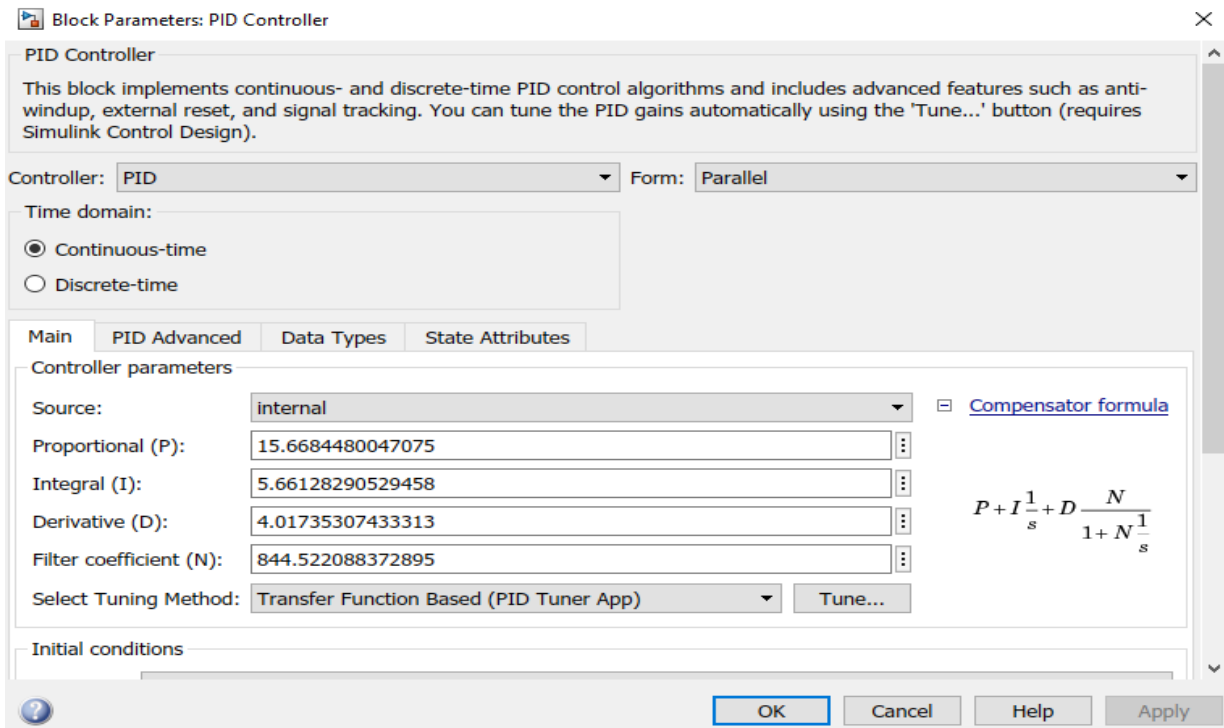 Block Parameters: PID Controller
PID Controller
This block implements continuous- and discrete-time PID control algorithms and includes advanced features such as anti-
windup, external reset, and signal tracking. You can tune the PID gains automatically using the 'Tune...' button (requires
Simulink Control Design).
Controller: PID Form: Parallel
Time domain:
Continuous-time
Discrete-time
Main PID Advanced Data Types State Attributes
Controller parameters
Source: internal Compensator formula
Proportional (P): 15.6684480047075
Integral (I): 5.66128290529458
Derivative (D): 4.01735307433313
P + I 1/s + D N/(1 + N 1/s)
Filter coefficient (N): 844.522088372895
Select Tuning Method: Transfer Function Based (PID Tuner App) Tune...
Initial conditions
OK Cancel Help Apply